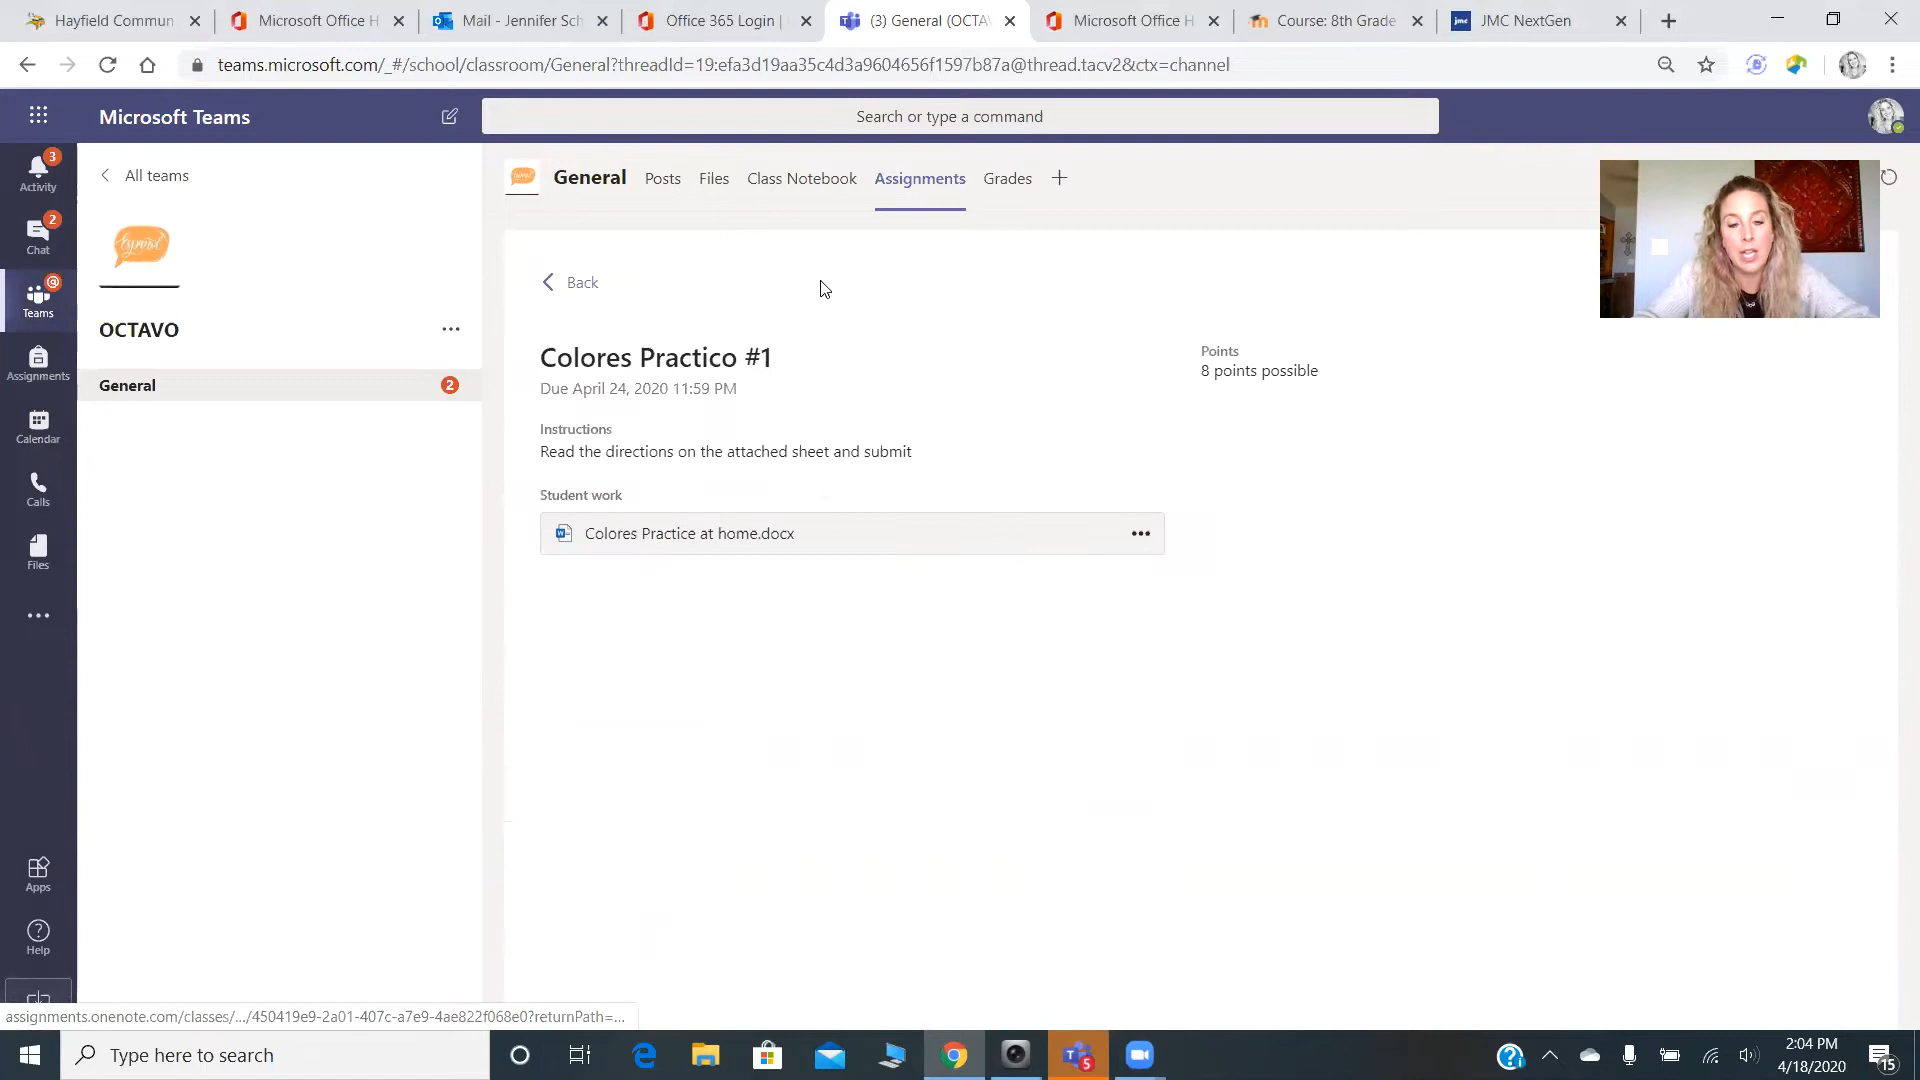 Hayfield Commun
Microsoft Office H
Mail - Jennifer Sch
Office 365 Login |
(3) General (OCTA
Microsoft Office H
Course: 8th Grade
jmc JMC NextGen
teams.microsoft.com/_#/school/classroom/General?threadId=19:efa3d19aa35c4d3a9604656f1597b87a@thread.tacv2&ctx=channel
Microsoft Teams
Search or type a command
3
Activity
2
Chat
@
Teams
Assignments
Calendar
Calls
Files
Apps
Help
All teams
Español
OCTAVO
General 2
General Posts Files Class Notebook Assignments Grades
Back
Colores Practico #1
Due April 24, 2020 11:59 PM
Points
8 points possible
Instructions
Read the directions on the attached sheet and submit
Student work
Colores Practice at home.docx
assignments.onenote.com/classes/.../450419e9-2a01-407c-a7e9-4ae822f068e0?returnPath=...
Type here to search
2:04 PM
4/18/2020
15